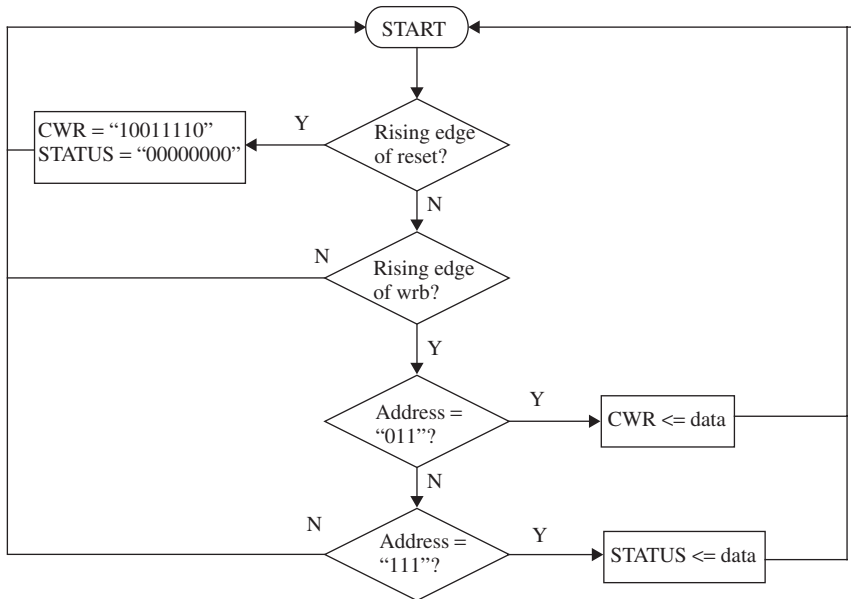 START
Y
CWR = “10011110”
STATUS = “00000000”
Rising edge
of reset?
N
N
Rising edge
of wrb?
Y
Address =
“011”?
Y
CWR <= data
N
N
Address =
“111”?
Y
STATUS <= data